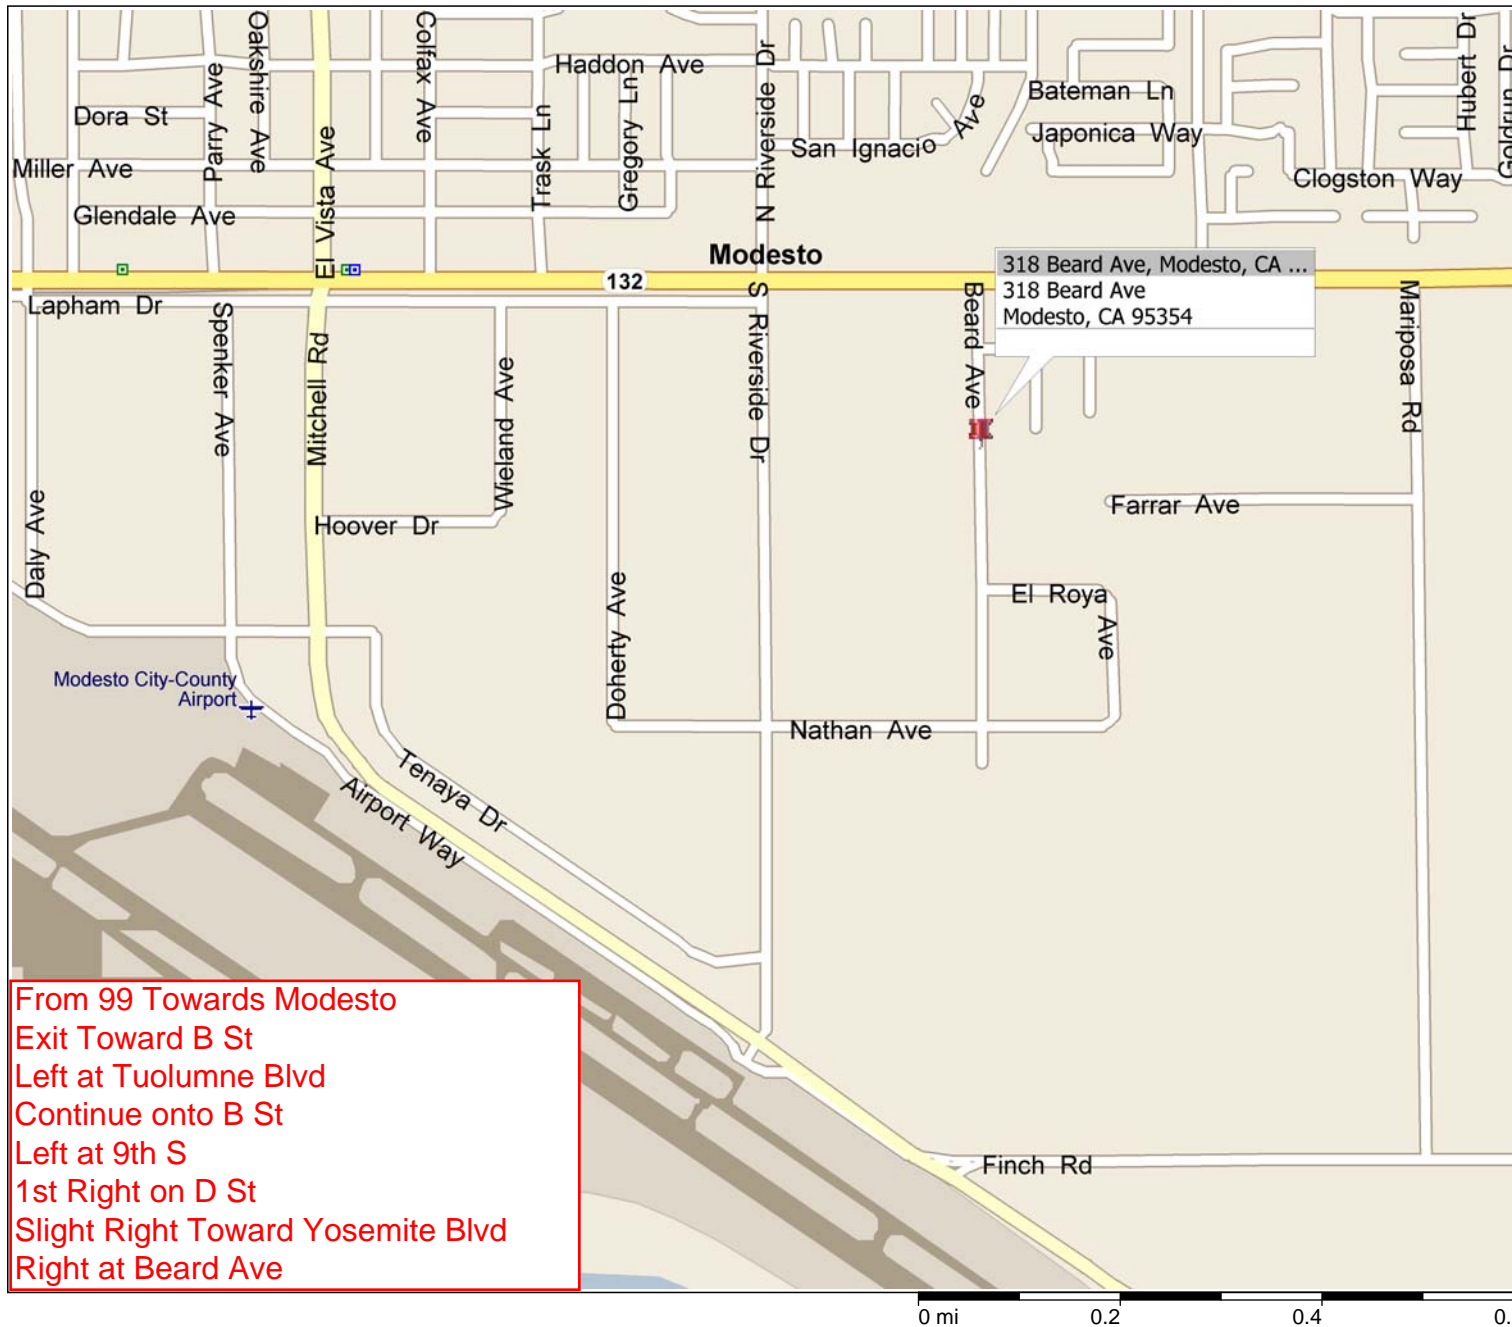 Oakshire Ave
Colfax Ave
Haddon Ave
N Riverside Dr
Hubert Dr
Goldrun Dr
Dora St
Parry Ave
El Vista Ave
Trask Ln
Gregory Ln
Bateman Ln
San Ignacio Ave
Japonica Way
Miller Ave
Clogston Way
Glendale Ave
Modesto
132
318 Beard Ave, Modesto, CA ...
318 Beard Ave
Modesto, CA 95354
Lapham Dr
Spenker Ave
Mitchell Rd
Wieland Ave
S Riverside Dr
Beard Ave
Mariposa Rd
Daly Ave
Hoover Dr
Farrar Ave
Doherty Ave
El Roya Ave
Modesto City-County
Airport
Nathan Ave
Tenaya Dr
Airport Way
Finch Rd
From 99 Towards Modesto
Exit Toward B St
Left at Tuolumne Blvd
Continue onto B St
Left at 9th S
1st Right on D St
Slight Right Toward Yosemite Blvd
Right at Beard Ave
0 mi
0.2
0.4
0.